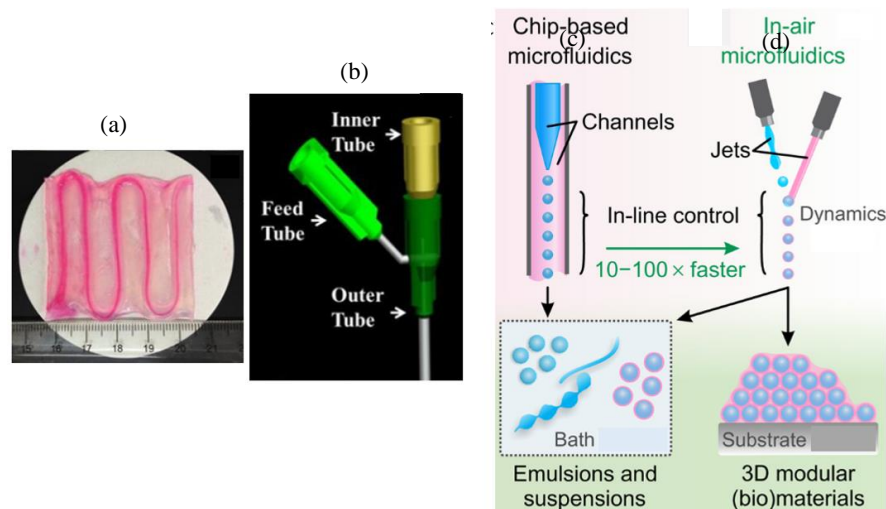 (a)
15 16 17 18 19 20 21
(b)
Inner
Tube
Feed
Tube
Outer
Tube
Chip-based
(c)
microfluidics
In-air
(d)
microfluidics
Channels
Jets
In-line control
Dynamics
10–100 × faster
Bath
Substrate
Emulsions and
suspensions
3D modular
(bio)materials